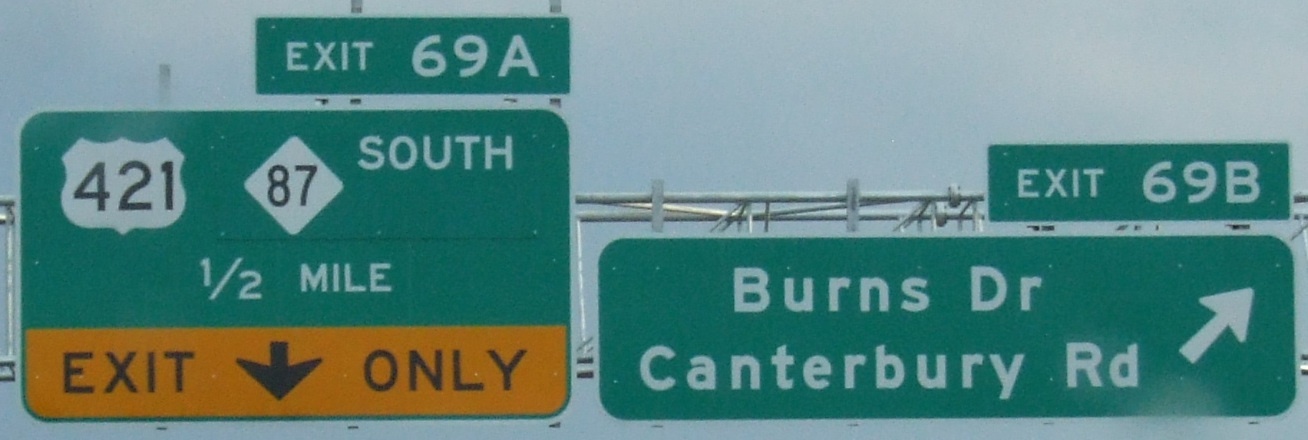 EXIT 69A
421 87 SOUTH
1/2 MILE
EXIT ONLY
EXIT 69B
Burns Dr
Canterbury Rd